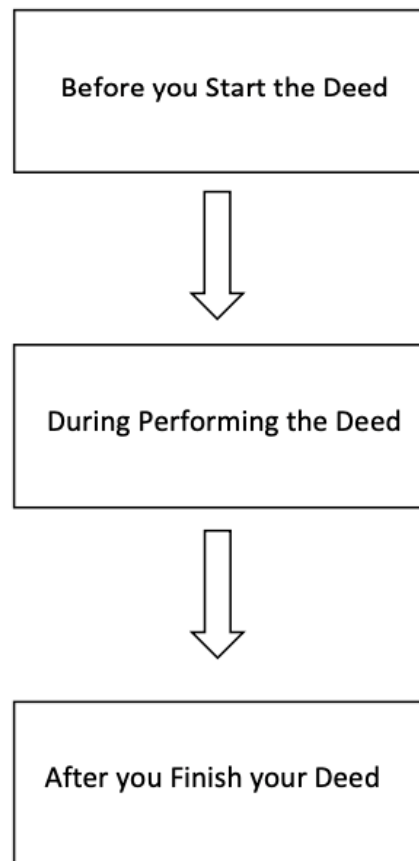 Before you Start the Deed
During Performing the Deed
After you Finish your Deed